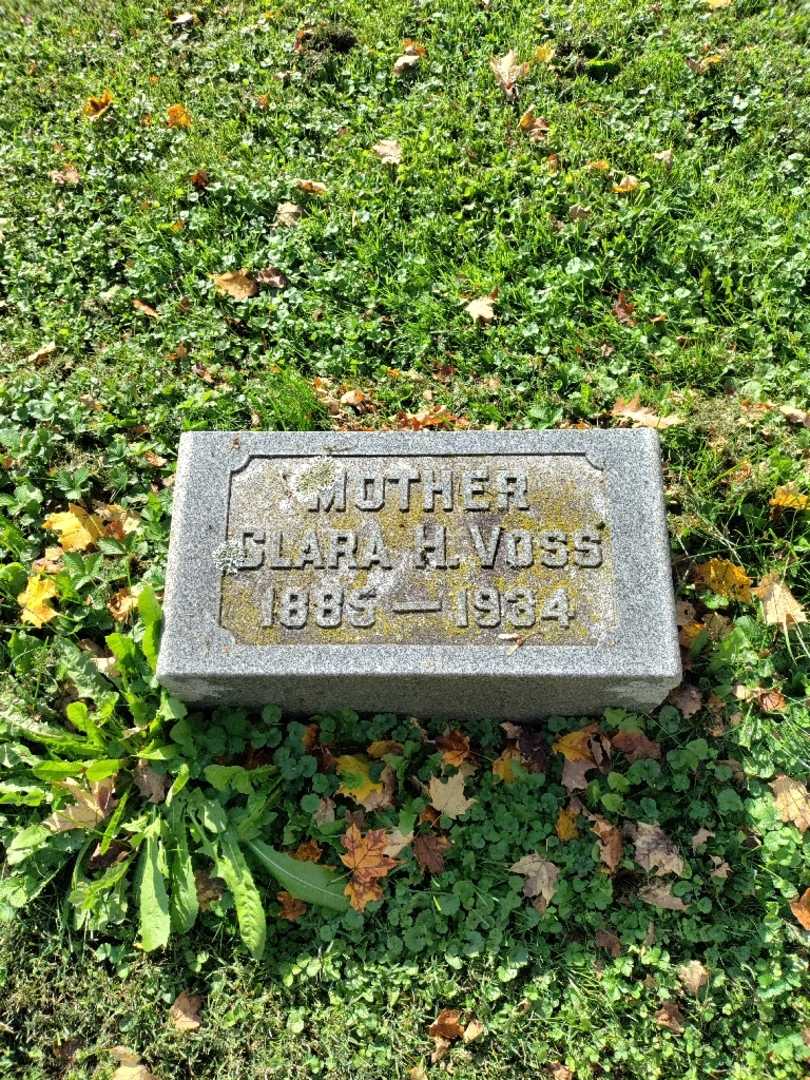 MOTHER
CLARA H. VOSS
1885 — 1934